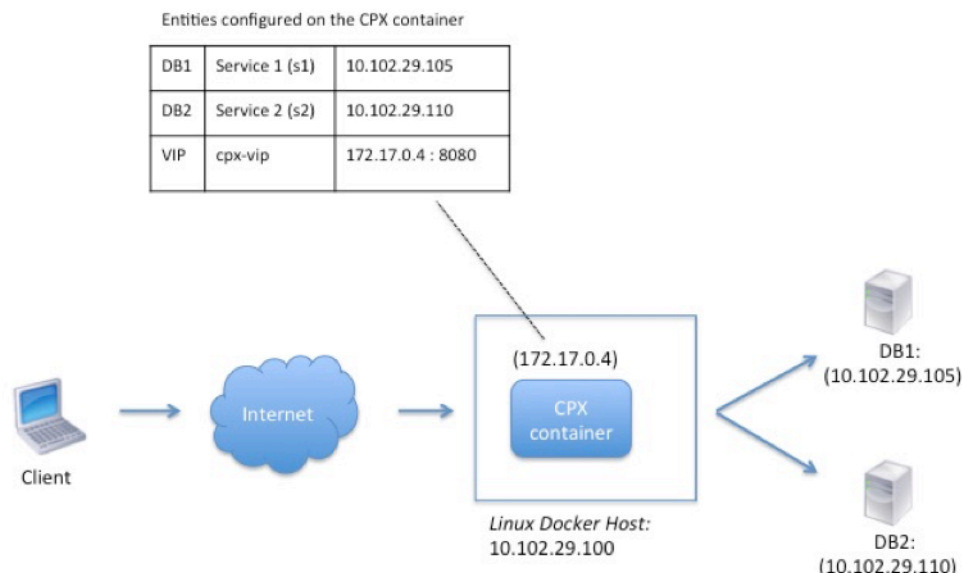 Entities configured on the CPX container
DB1 Service 1 (s1) 10.102.29.105
DB2 Service 2 (s2) 10.102.29.110
VIP cpx-vip 172.17.0.4 : 8080
(172.17.0.4)
CPX
container
Internet
Client
Linux Docker Host:
10.102.29.100
DB1:
(10.102.29.105)
DB2:
(10.102.29.110)